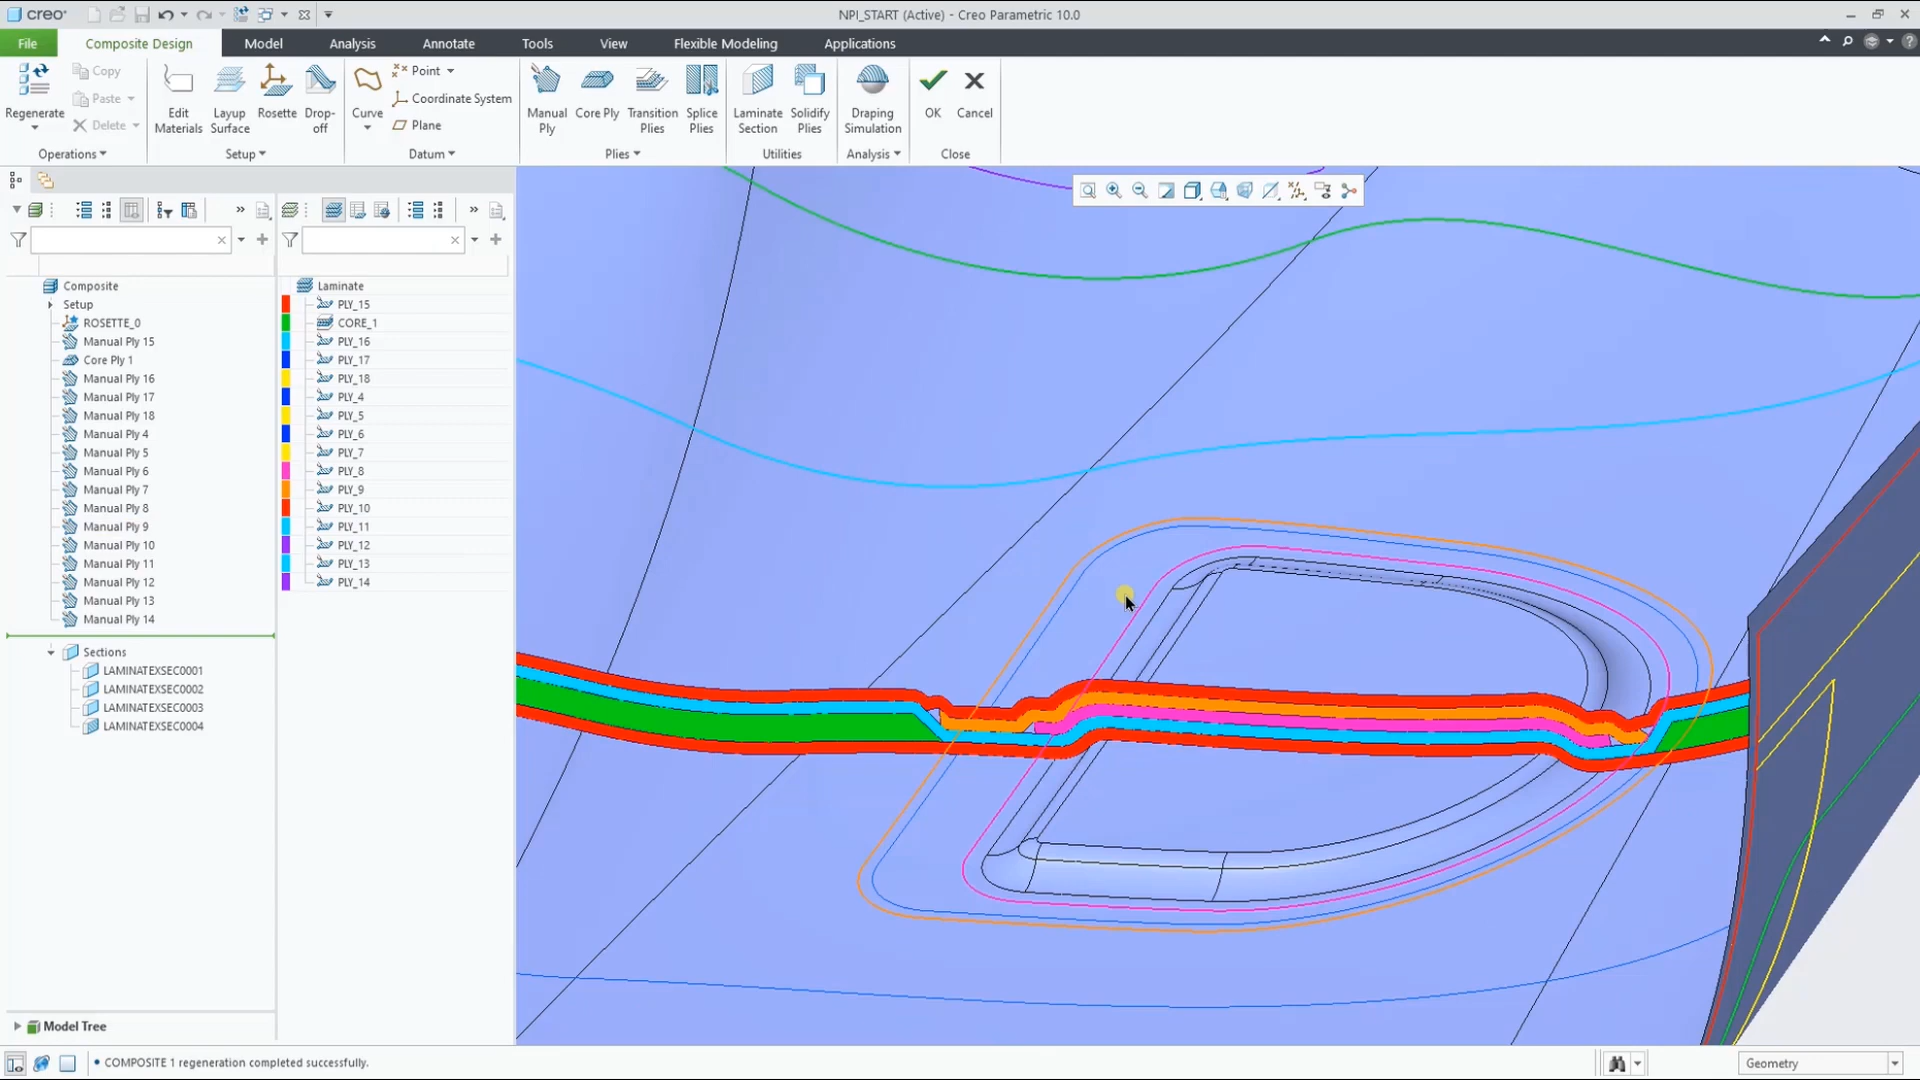 creo
NPI_START (Active) - Creo Parametric 10.0
File
Composite Design
Model
Analysis
Annotate
Tools
View
Flexible Modeling
Applications
Regenerate
Copy
Paste
Delete
Operations
Edit Materials
Layup Surface
Rosette
Drop-off
Setup
Curve
Point
Coordinate System
Plane
Datum
Manual Ply
Core Ply
Transition Plies
Splice Plies
Plies
Laminate Section
Solidify Plies
Utilities
Draping Simulation
Analysis
OK
Cancel
Close
Composite
Setup
ROSETTE_0
Manual Ply 15
Core Ply 1
Manual Ply 16
Manual Ply 17
Manual Ply 18
Manual Ply 4
Manual Ply 5
Manual Ply 6
Manual Ply 7
Manual Ply 8
Manual Ply 9
Manual Ply 10
Manual Ply 11
Manual Ply 12
Manual Ply 13
Manual Ply 14
Sections
LAMINATEXSEC0001
LAMINATEXSEC0002
LAMINATEXSEC0003
LAMINATEXSEC0004
Model Tree
Laminate
PLY_15
CORE_1
PLY_16
PLY_17
PLY_18
PLY_4
PLY_5
PLY_6
PLY_7
PLY_8
PLY_9
PLY_10
PLY_11
PLY_12
PLY_13
PLY_14
• COMPOSITE 1 regeneration completed successfully.
Geometry